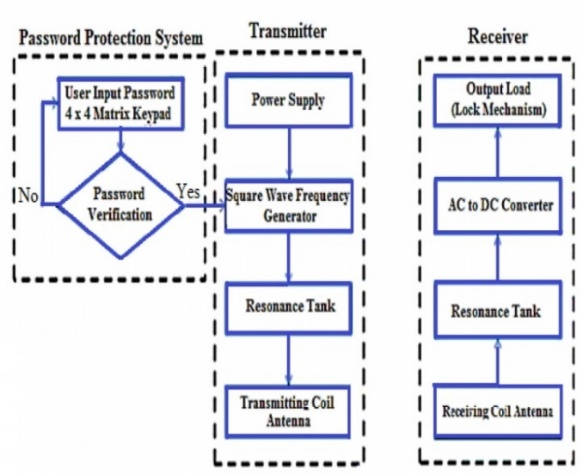 Password Protection System
User Input Password
4 x 4 Matrix Keypad
No
Password
Verification
Yes
Transmitter
Power Supply
Square Wave Frequency
Generator
Resonance Tank
Transmitting Coil
Antenna
Receiver
Output Load
(Lock Mechanism)
AC to DC Converter
Resonance Tank
Receiving Coil Antenna